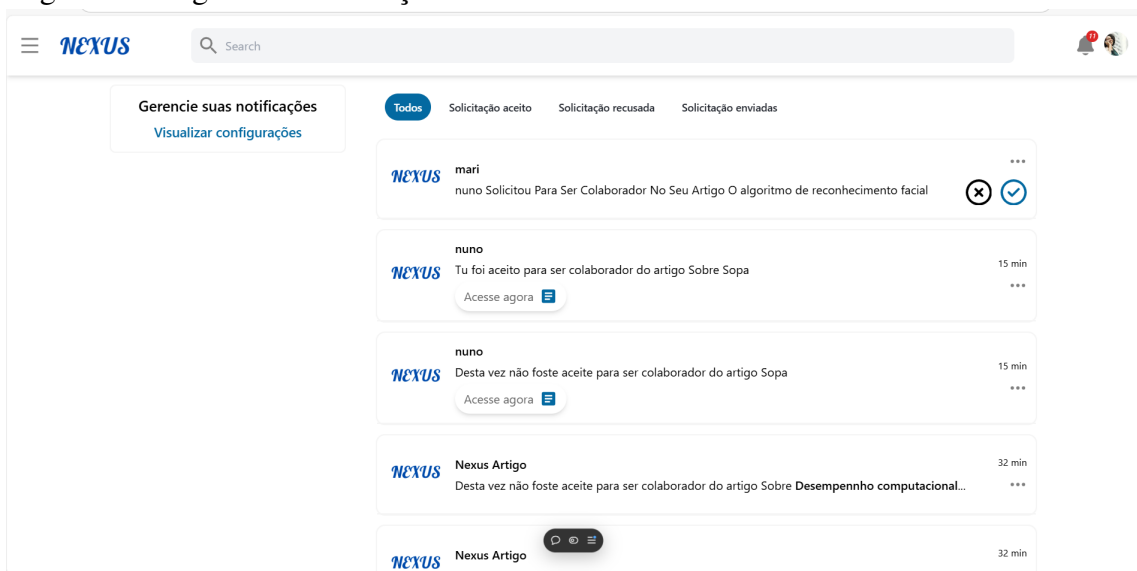 NEXUS
Search
11
Gerencie suas notificações
Visualizar configurações
Todos
Solicitação aceito
Solicitação recusada
Solicitação enviadas
NEXUS
mari
nuno Solicitou Para Ser Colaborador No Seu Artigo O algoritmo de reconhecimento facial
NEXUS
nuno
Tu foi aceito para ser colaborador do artigo Sobre Sopa
Acesse agora
15 min
NEXUS
nuno
Desta vez não foste aceite para ser colaborador do artigo Sopa
Acesse agora
15 min
NEXUS
Nexus Artigo
Desta vez não foste aceite para ser colaborador do artigo Sobre Desempennho computacional...
32 min
NEXUS
Nexus Artigo
32 min